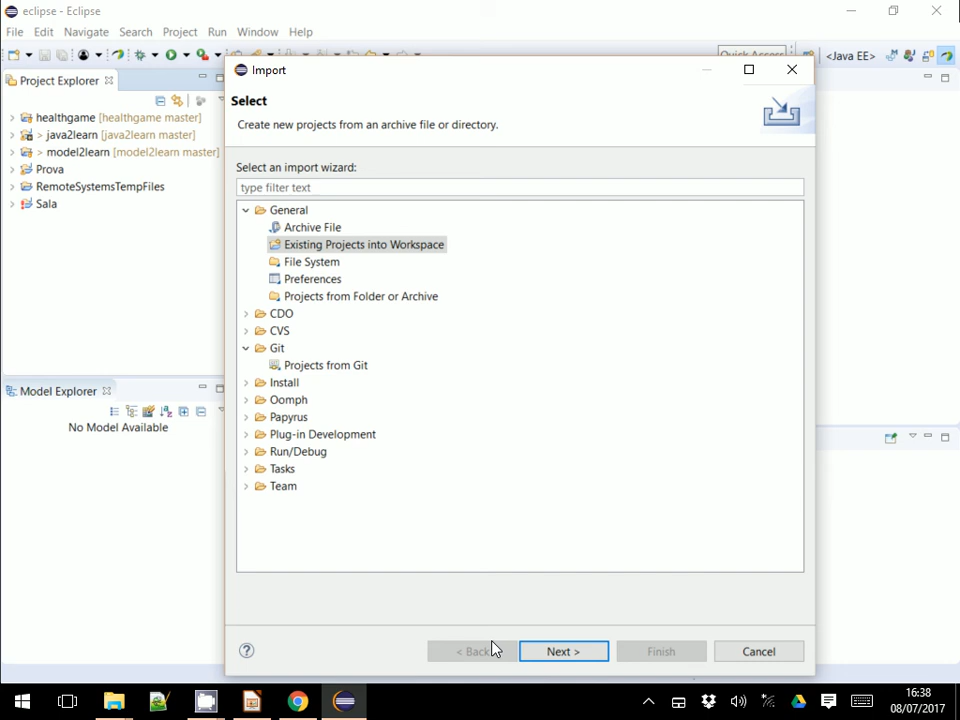 eclipse - Eclipse
File Edit Navigate Search Project Run Window Help
Quick Access
<Java EE>
Project Explorer
healthgame [healthgame master]
> java2learn [java2learn master]
> model2learn [model2learn master]
Prova
RemoteSystemsTempFiles
Sala
Model Explorer
No Model Available
Import
Select
Create new projects from an archive file or directory.
Select an import wizard:
type filter text
General
Archive File
Existing Projects into Workspace
File System
Preferences
Projects from Folder or Archive
CDO
CVS
Git
Projects from Git
Install
Oomph
Papyrus
Plug-in Development
Run/Debug
Tasks
Team
< Back
Next >
Finish
Cancel
16:38
08/07/2017